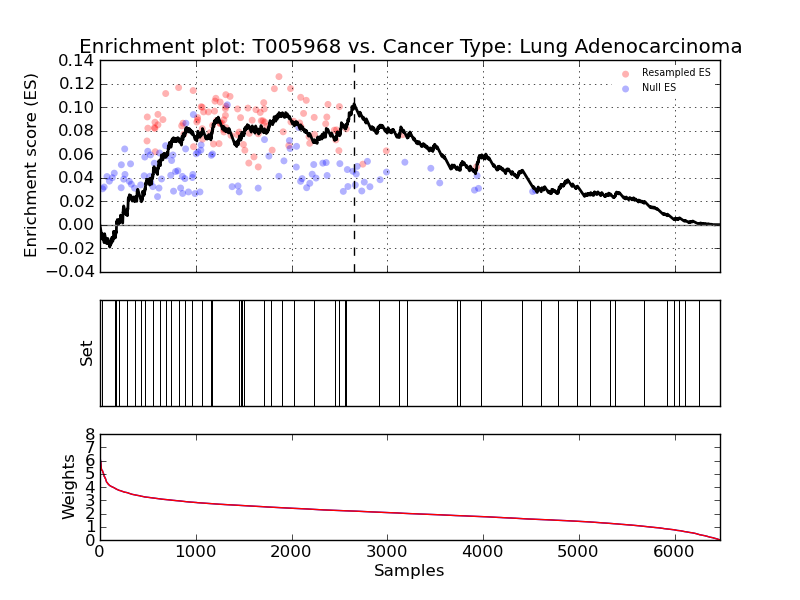 Enrichment plot: T005968 vs. Cancer Type: Lung Adenocarcinoma
Enrichment score (ES)
0.14
0.12
0.10
0.08
0.06
0.04
0.02
0.00
−0.02
−0.04
Resampled ES
Null ES
Set
Weights
8
7
6
5
4
3
2
1
0
0 1000 2000 3000 4000 5000 6000
Samples